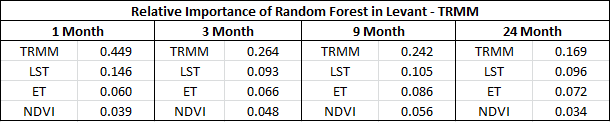 Relative Importance of Random Forest in Levant - TRMM
1 Month 3 Month 9 Month 24 Month
TRMM 0.449 TRMM 0.264 TRMM 0.242 TRMM 0.169
LST 0.146 LST 0.093 LST 0.105 LST 0.096
ET 0.060 ET 0.066 ET 0.086 ET 0.072
NDVI 0.039 NDVI 0.048 NDVI 0.056 NDVI 0.034